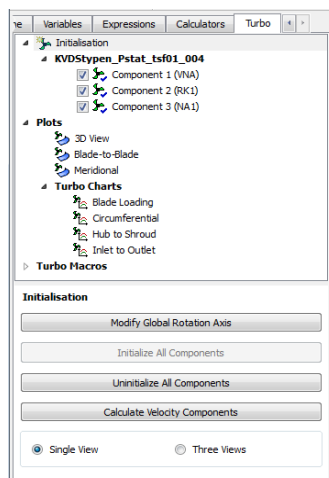 ne Variables Expressions Calculators Turbo
Initialisation
KVDStypen_Pstat_tsf01_004
Component 1 (VNA)
Component 2 (RK1)
Component 3 (NA1)
Plots
3D View
Blade-to-Blade
Meridional
Turbo Charts
Blade Loading
Circumferential
Hub to Shroud
Inlet to Outlet
Turbo Macros
Initialisation
Modify Global Rotation Axis
Initialize All Components
Uninitialize All Components
Calculate Velocity Components
Single View Three Views